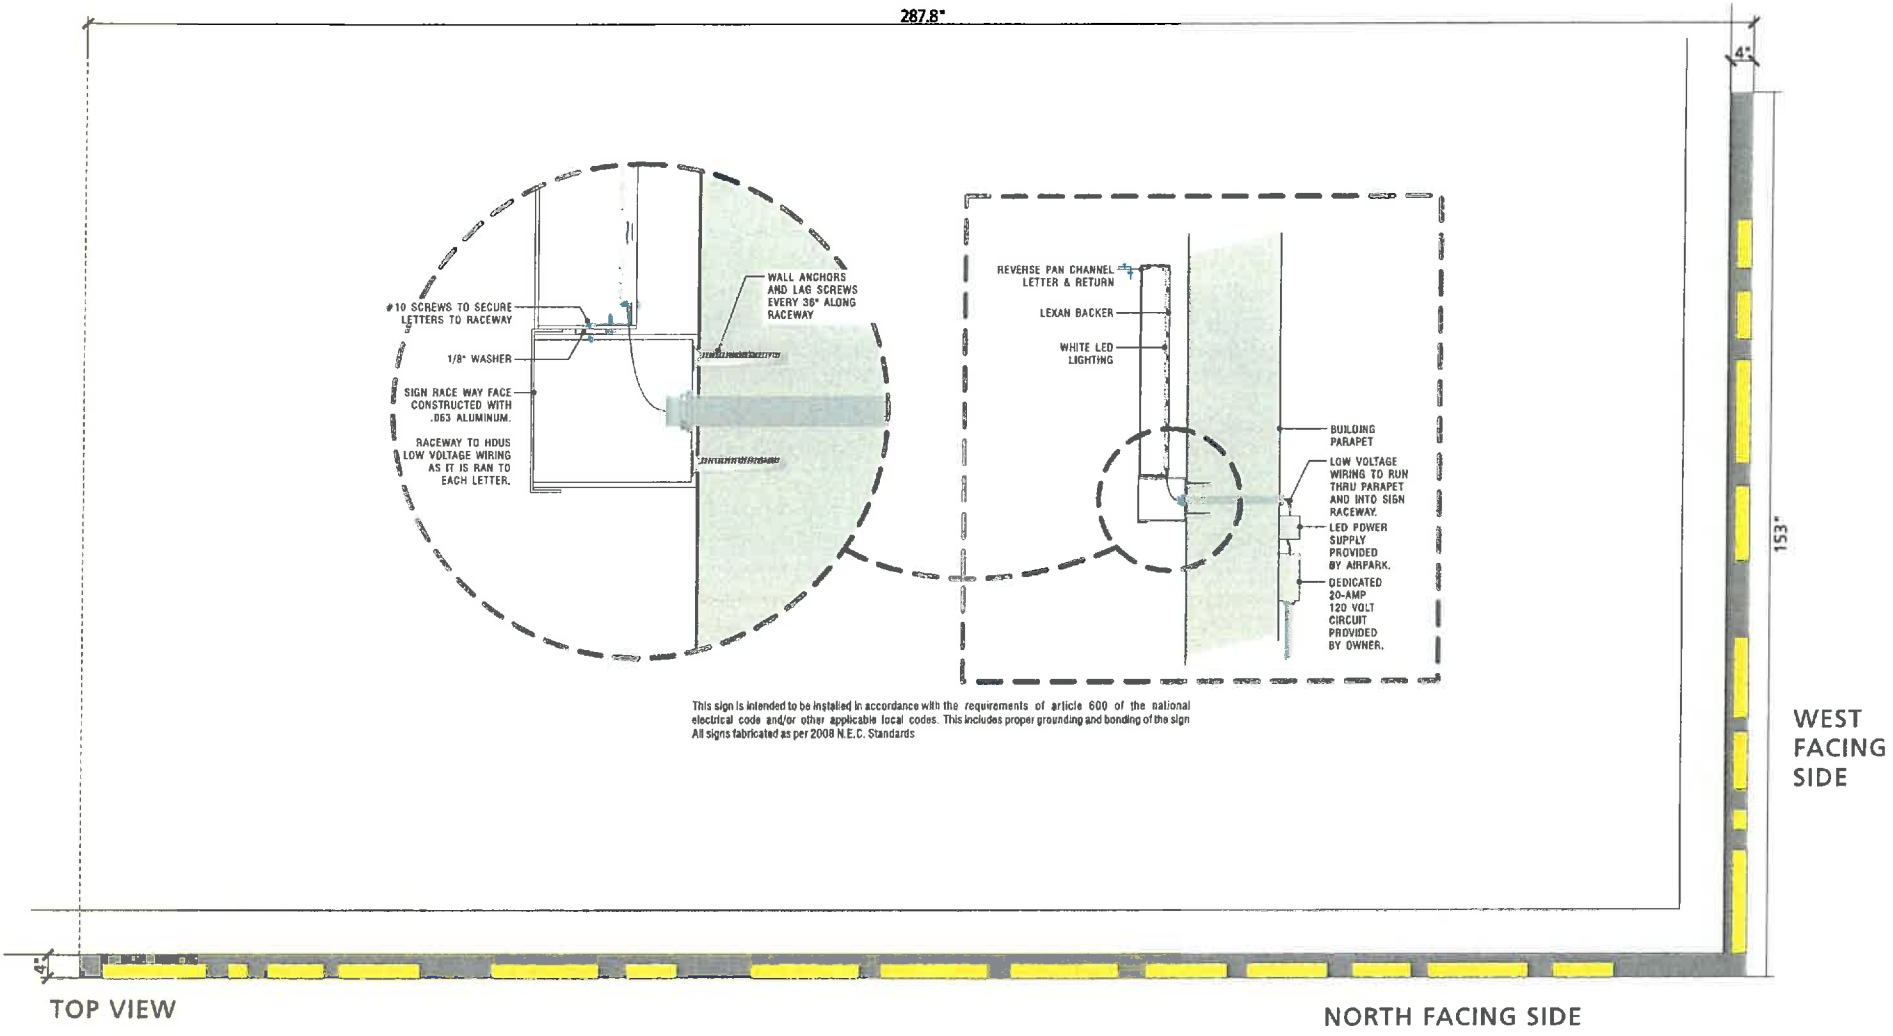 287.8"
4"
#10 SCREWS TO SECURE
LETTERS TO RACEWAY
1/8" WASHER
SIGN RACE WAY FACE
CONSTRUCTED WITH
.063 ALUMINUM.
RACEWAY TO HOUS
LOW VOLTAGE WIRING
AS IT IS RAN TO
EACH LETTER.
WALL ANCHORS
AND LAG SCREWS
EVERY 36" ALONG
RACEWAY
REVERSE PAN CHANNEL
LETTER & RETURN
LEXAN BACKER
WHITE LED
LIGHTING
BUILDING
PARAPET
LOW VOLTAGE
WIRING TO RUN
THRU PARAPET
AND INTO SIGN
RACEWAY.
LED POWER
SUPPLY
PROVIDED
BY AIRPARK.
DEDICATED
20-AMP
120 VOLT
CIRCUIT
PROVIDED
BY OWNER.
153"
This sign is intended to be installed in accordance with the requirements of article 600 of the national
electrical code and/or other applicable local codes. This includes proper grounding and bonding of the sign
All signs fabricated as per 2008 N.E.C. Standards
WEST
FACING
SIDE
4"
TOP VIEW
NORTH FACING SIDE